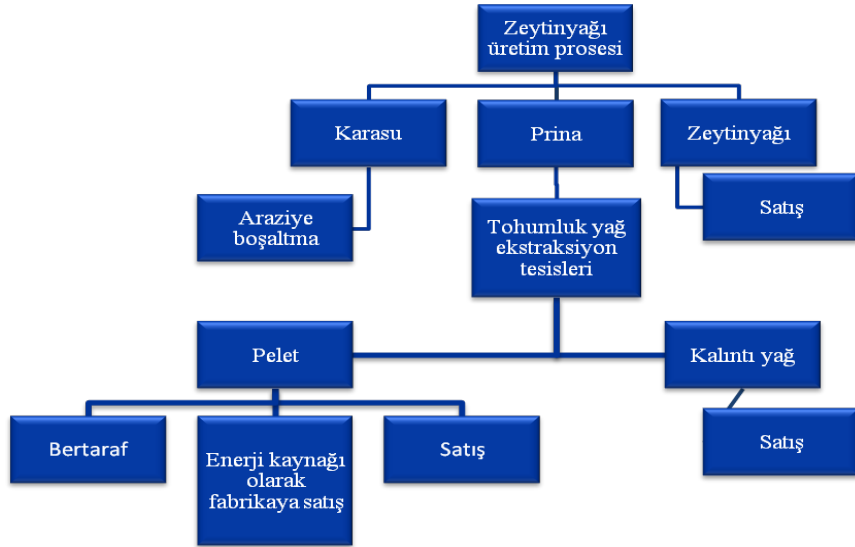 Zeytinyağı
üretim prosesi
Karasu
Prina
Zeytinyağı
Araziye
boşaltma
Tohumluk yağ
ekstraksiyon
tesisleri
Satış
Pelet
Kalıntı yağ
Bertaraf
Enerji kaynağı
olarak
fabrikaya satış
Satış
Satış